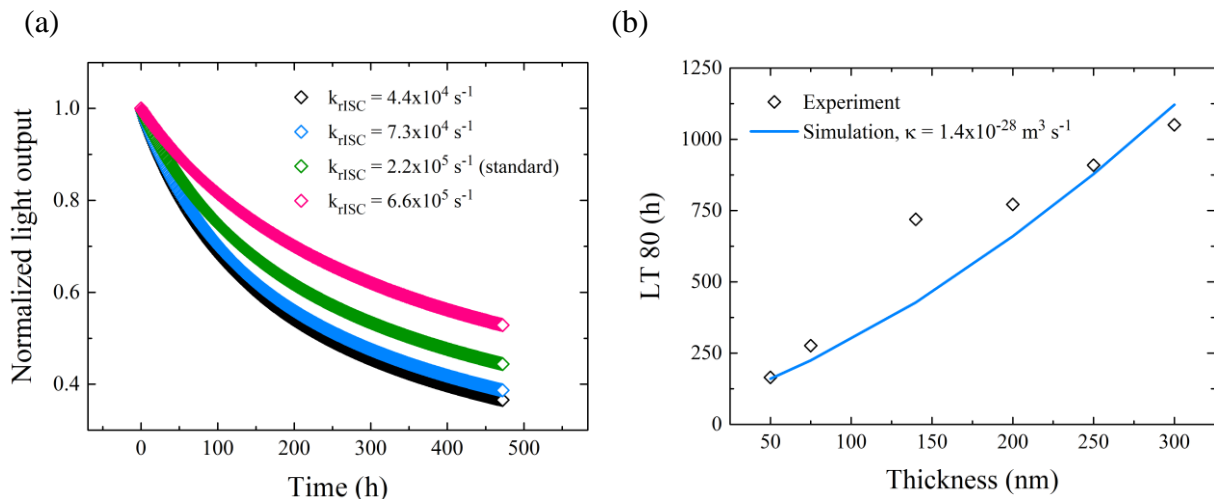 (a)
Normalized light output
1.0
0.8
0.6
0.4
k_rISC = 4.4x10^4 s^-1
k_rISC = 7.3x10^4 s^-1
k_rISC = 2.2x10^5 s^-1 (standard)
k_rISC = 6.6x10^5 s^-1
0 100 200 300 400 500
Time (h)
(b)
LT 80 (h)
1250
1000
750
500
250
0
Experiment
Simulation, κ = 1.4x10^-28 m^3 s^-1
50 100 150 200 250 300
Thickness (nm)